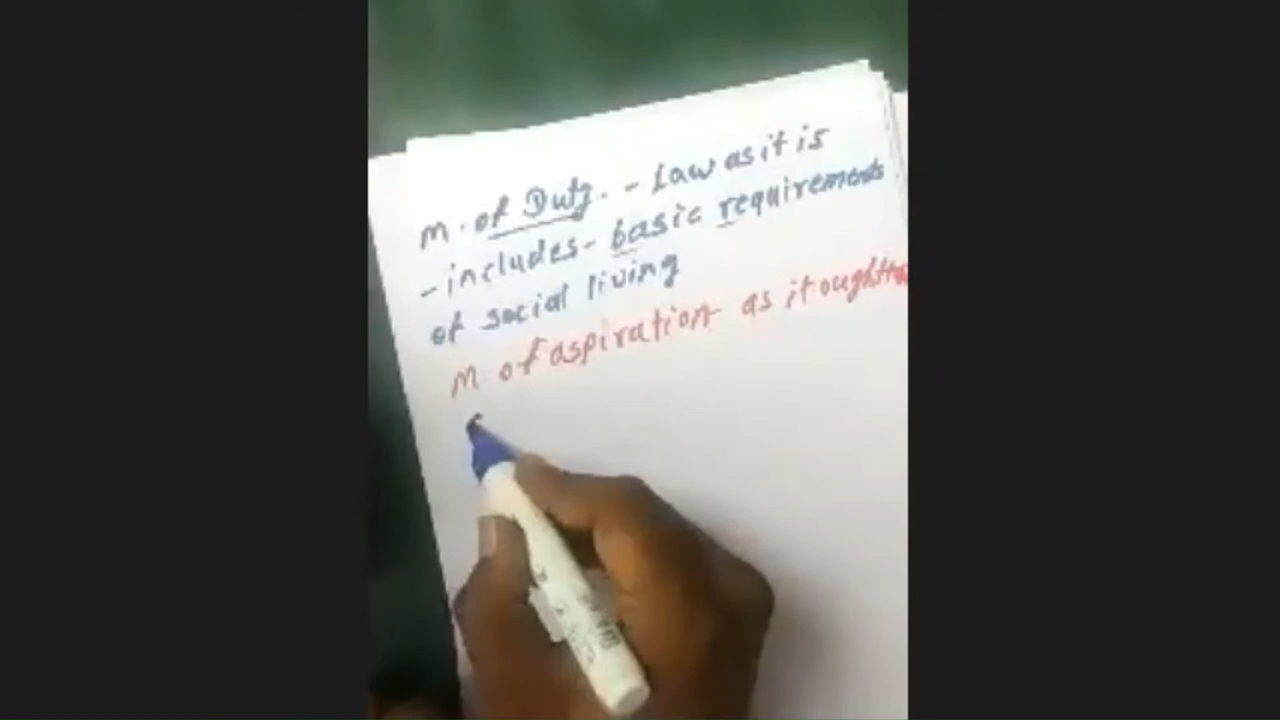 M. of Duty. - Law as it is
- includes - basic requirements
of social living
M of aspiration - as it ought